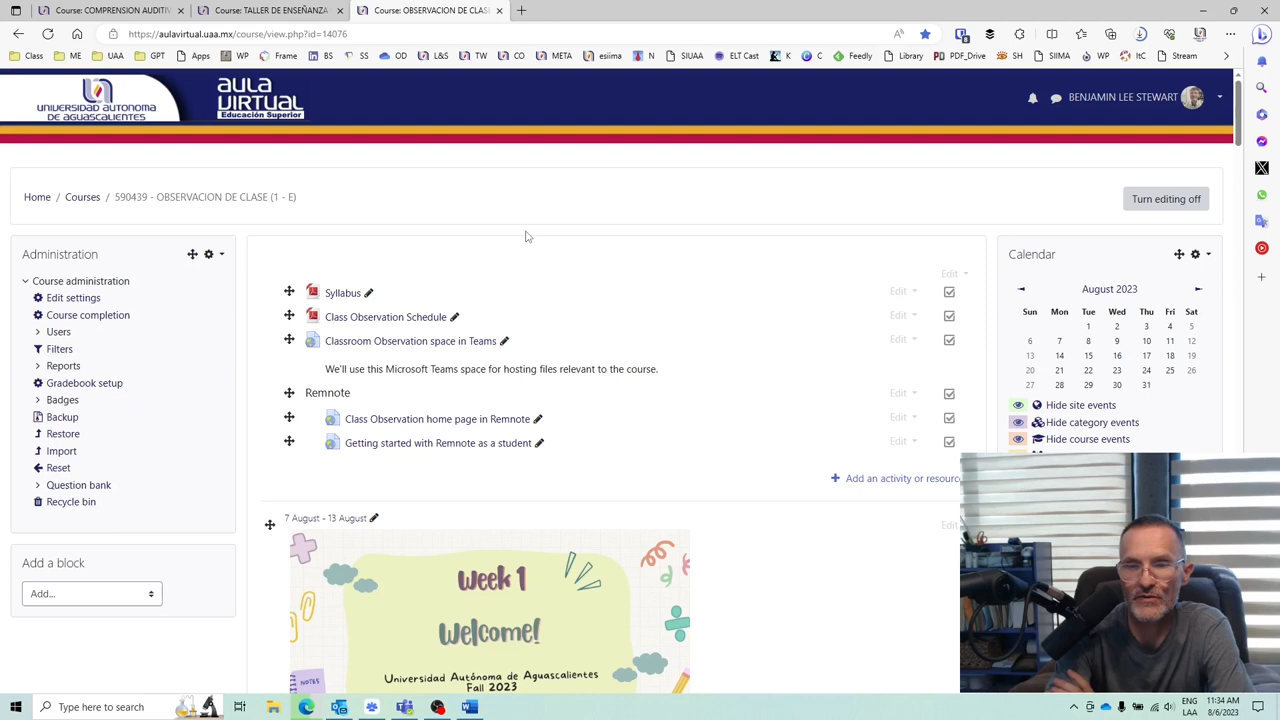 Course: COMPRENSION AUDITIV
Course: TALLER DE ENSEÑANZA
Course: OBSERVACION DE CLASE
https://aulavirtual.uaa.mx/course/view.php?id=14076
Class
ME
UAA
GPT
Apps
WP
Frame
BS
SS
OD
L&S
TW
CO
META
esiima
N
SIUAA
ELT Cast
K
C
Feedly
Library
PDF_Drive
SH
SIIMA
WP
ItC
Stream
UNIVERSIDAD AUTONOMA
DE AGUASCALIENTES
AULA
VIRTUAL
Educación Superior
BENJAMIN LEE STEWART
Home / Courses / 590439 - OBSERVACION DE CLASE (1 - E)
Turn editing off
Administration
Course administration
Edit settings
Course completion
Users
Filters
Reports
Gradebook setup
Badges
Backup
Restore
Import
Reset
Question bank
Recycle bin
Add a block
Add...
Edit
Syllabus
Edit
Class Observation Schedule
Edit
Classroom Observation space in Teams
Edit
We'll use this Microsoft Teams space for hosting files relevant to the course.
Remnote
Edit
Class Observation home page in Remnote
Edit
Getting started with Remnote as a student
Edit
Add an activity or resourc
7 August - 13 August
Edit
Week 1
Welcome!
Universidad Autónoma de Aguascalientes
Fall 2023
NOTES
Calendar
August 2023
Sun Mon Tue Wed Thu Fri Sat
1 2 3 4 5
6 7 8 9 10 11 12
13 14 15 16 17 18 19
20 21 22 23 24 25 26
27 28 29 30 31
Hide site events
Hide category events
Hide course events
Type here to search
ENG
LAA
11:34 AM
8/6/2023